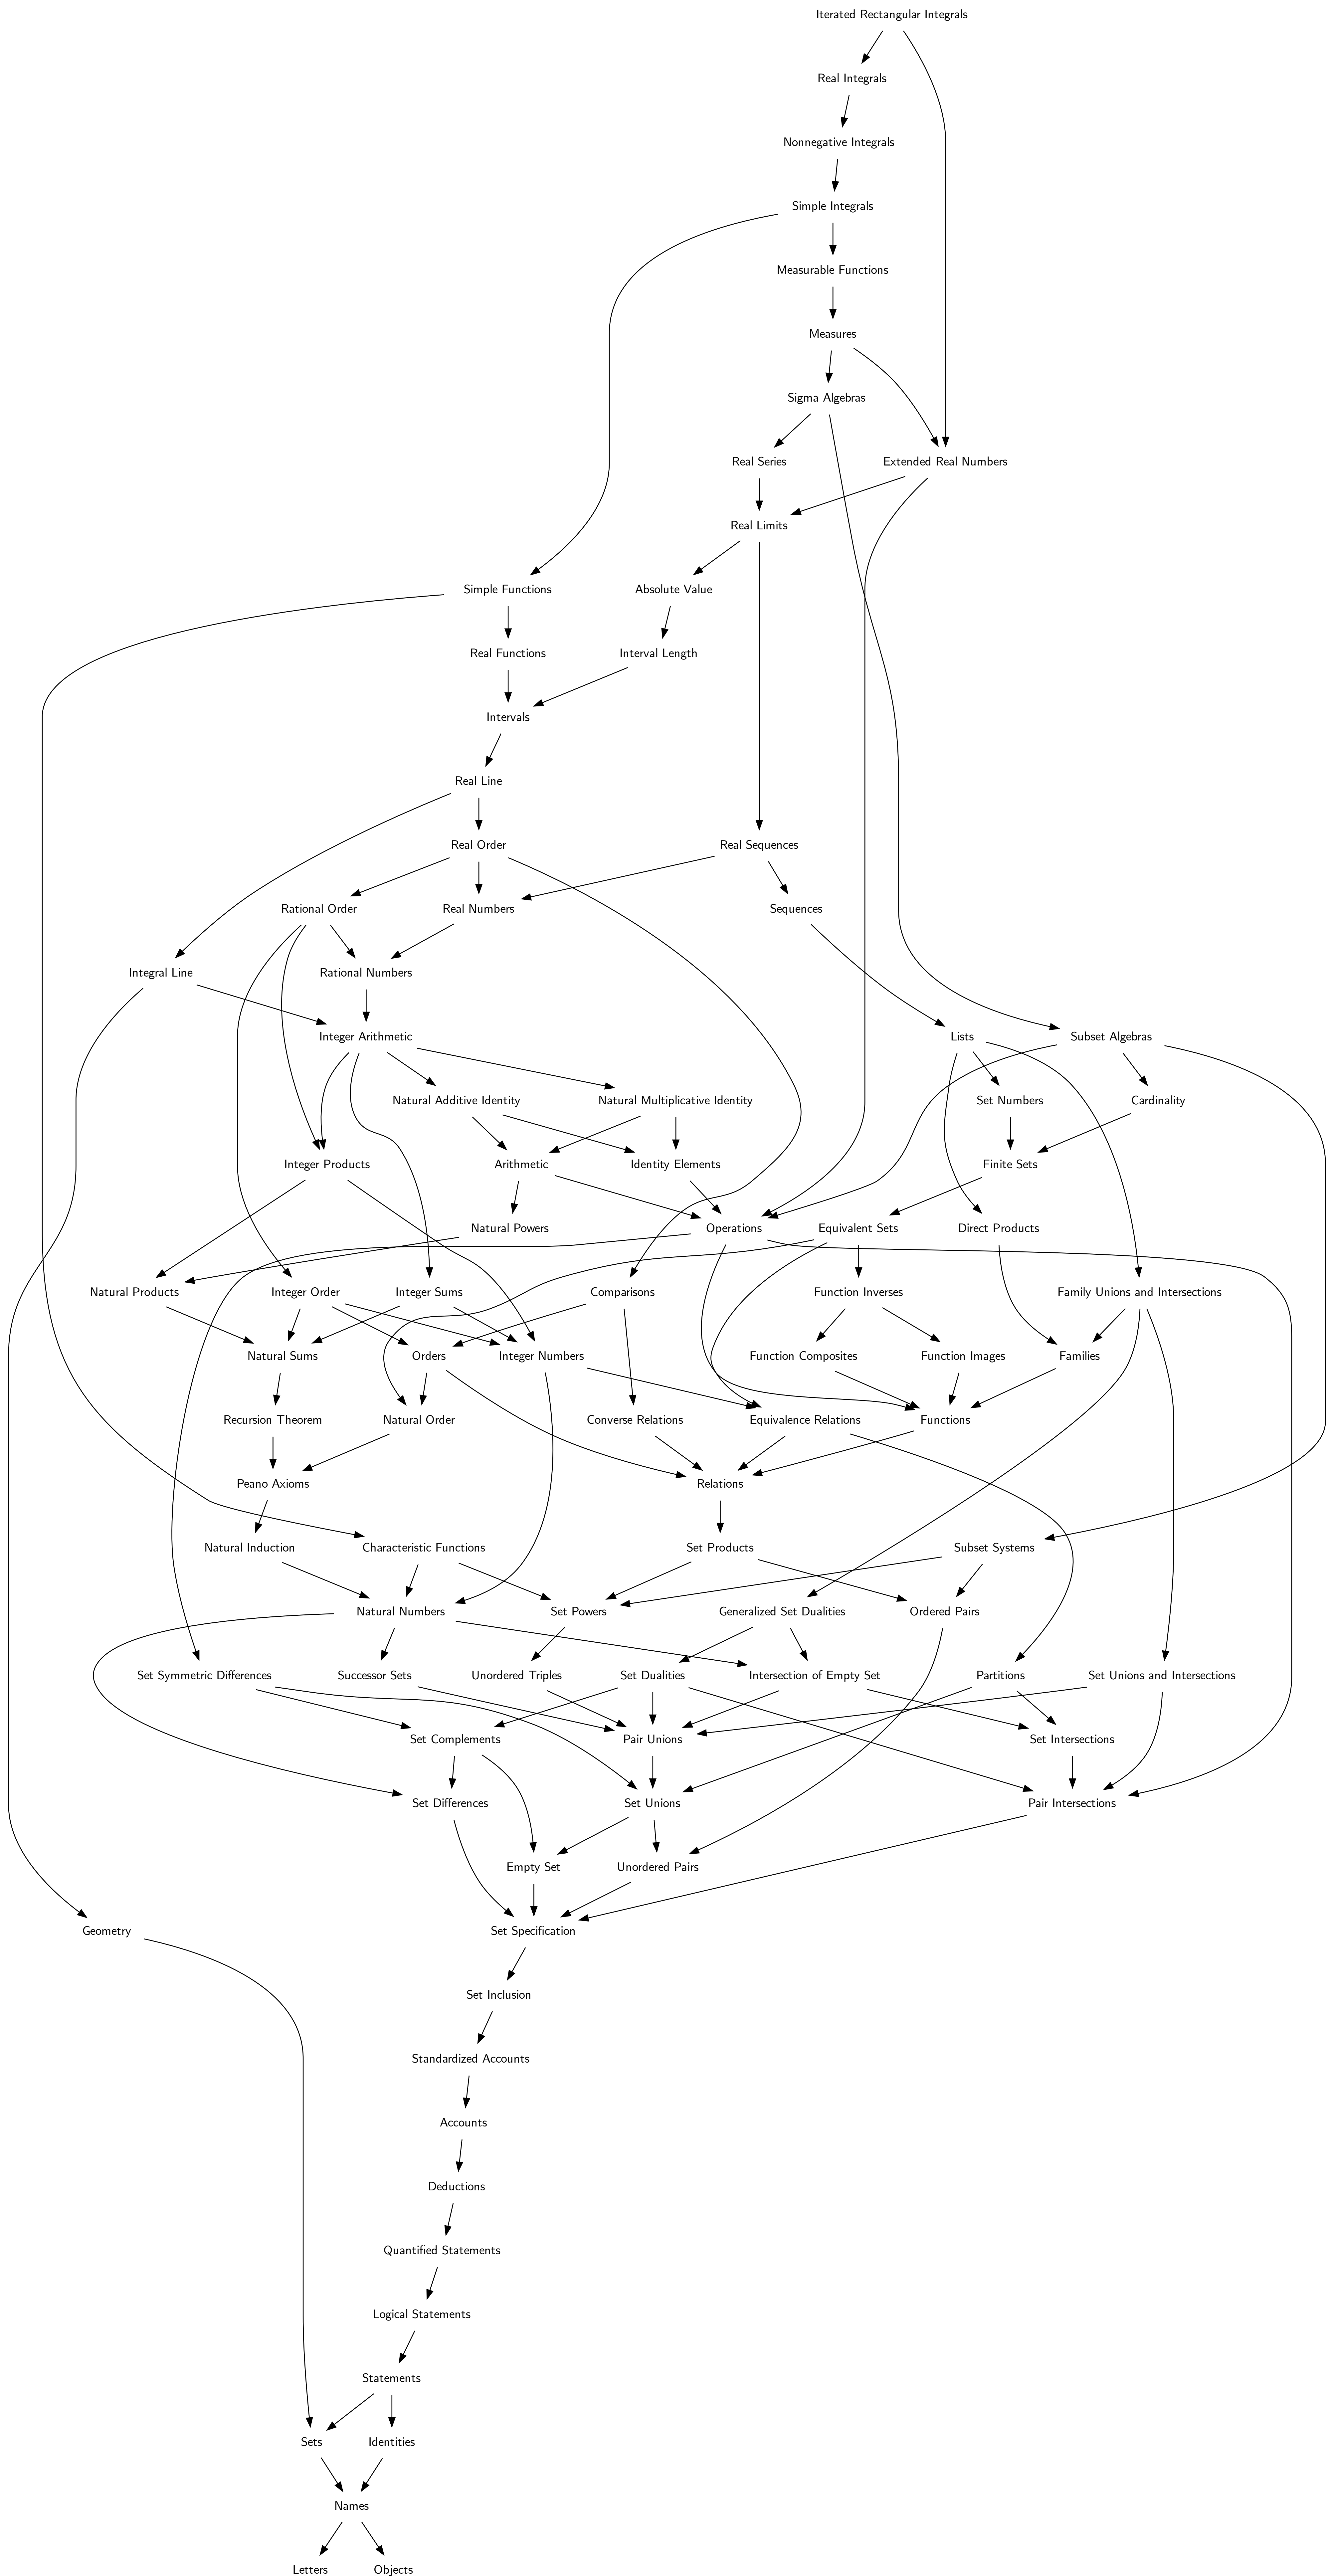 Iterated Rectangular Integrals
Real Integrals
Nonnegative Integrals
Simple Integrals
Measurable Functions
Measures
Sigma Algebras
Real Series
Extended Real Numbers
Real Limits
Simple Functions
Absolute Value
Real Functions
Interval Length
Intervals
Real Line
Real Order
Real Sequences
Rational Order
Real Numbers
Sequences
Integral Line
Rational Numbers
Integer Arithmetic
Lists
Subset Algebras
Natural Additive Identity
Natural Multiplicative Identity
Set Numbers
Cardinality
Integer Products
Arithmetic
Identity Elements
Finite Sets
Natural Powers
Operations
Equivalent Sets
Direct Products
Natural Products
Integer Order
Integer Sums
Comparisons
Function Inverses
Family Unions and Intersections
Natural Sums
Orders
Integer Numbers
Function Composites
Function Images
Families
Recursion Theorem
Natural Order
Converse Relations
Equivalence Relations
Functions
Peano Axioms
Relations
Natural Induction
Characteristic Functions
Set Products
Subset Systems
Natural Numbers
Set Powers
Generalized Set Dualities
Ordered Pairs
Set Symmetric Differences
Successor Sets
Unordered Triples
Set Dualities
Intersection of Empty Set
Partitions
Set Unions and Intersections
Set Complements
Pair Unions
Set Intersections
Set Differences
Set Unions
Pair Intersections
Empty Set
Unordered Pairs
Geometry
Set Specification
Set Inclusion
Standardized Accounts
Accounts
Deductions
Quantified Statements
Logical Statements
Statements
Sets
Identities
Names
Letters
Objects